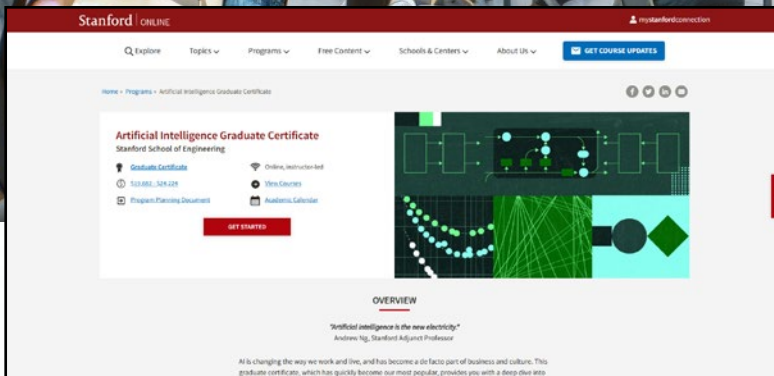 Stanford | ONLINE
mystanfordconnection
Explore
Topics
Programs
Free Content
Schools & Centers
About Us
GET COURSE UPDATES
Home › Programs › Artificial Intelligence Graduate Certificate
Artificial Intelligence Graduate Certificate
Stanford School of Engineering
Graduate Certificate
Online, instructor-led
View Courses
Program Planning Document
Academic Calendar
GET STARTED
OVERVIEW
"Artificial intelligence is the new electricity."
Andrew Ng, Stanford Adjunct Professor
AI is changing the way we work and live, and has become a de facto part of business and culture. This
graduate certificate, which has quickly become our most popular, provides you with a deep dive into